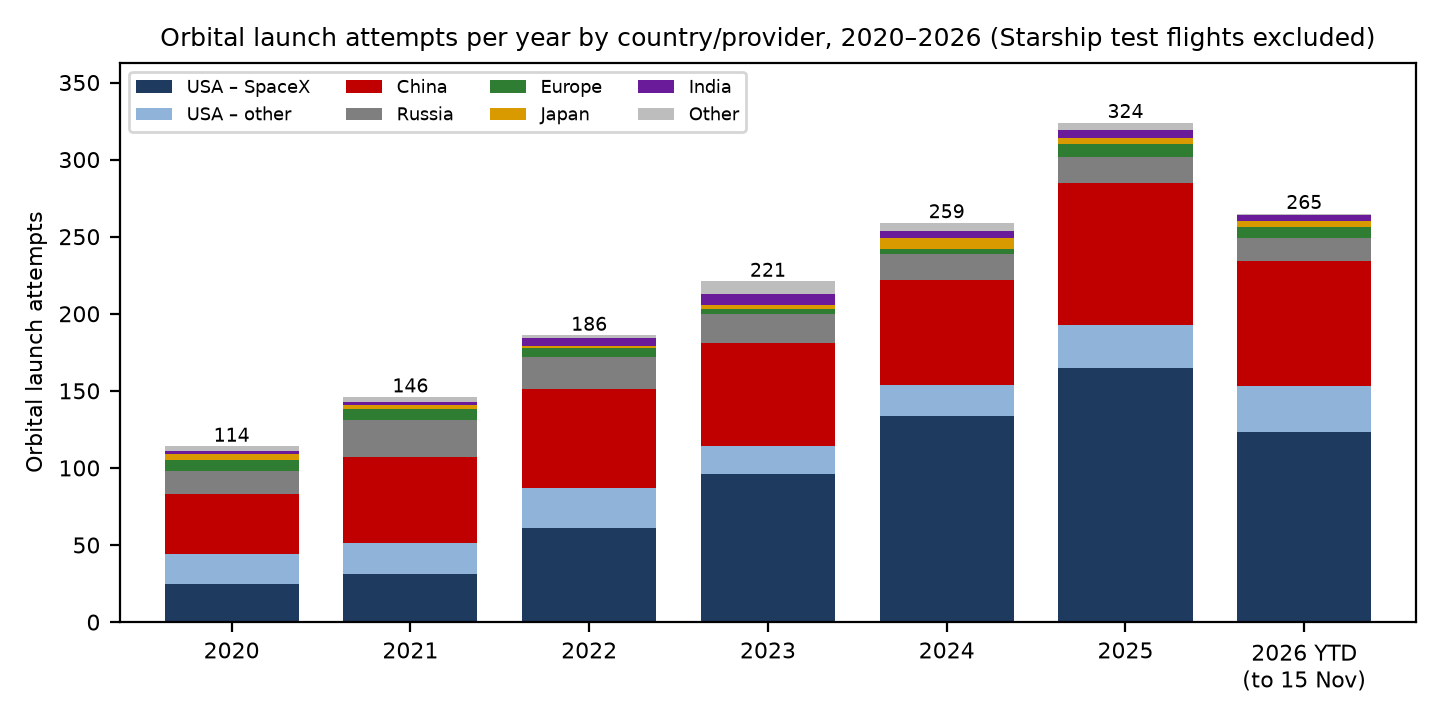 Orbital launch attempts per year by country/provider, 2020–2026 (Starship test flights excluded)
USA – SpaceX
USA – other
China
Russia
Europe
Japan
India
Other
Orbital launch attempts
350
300
250
200
150
100
50
0
114
146
186
221
259
324
265
2020
2021
2022
2023
2024
2025
2026 YTD
(to 15 Nov)